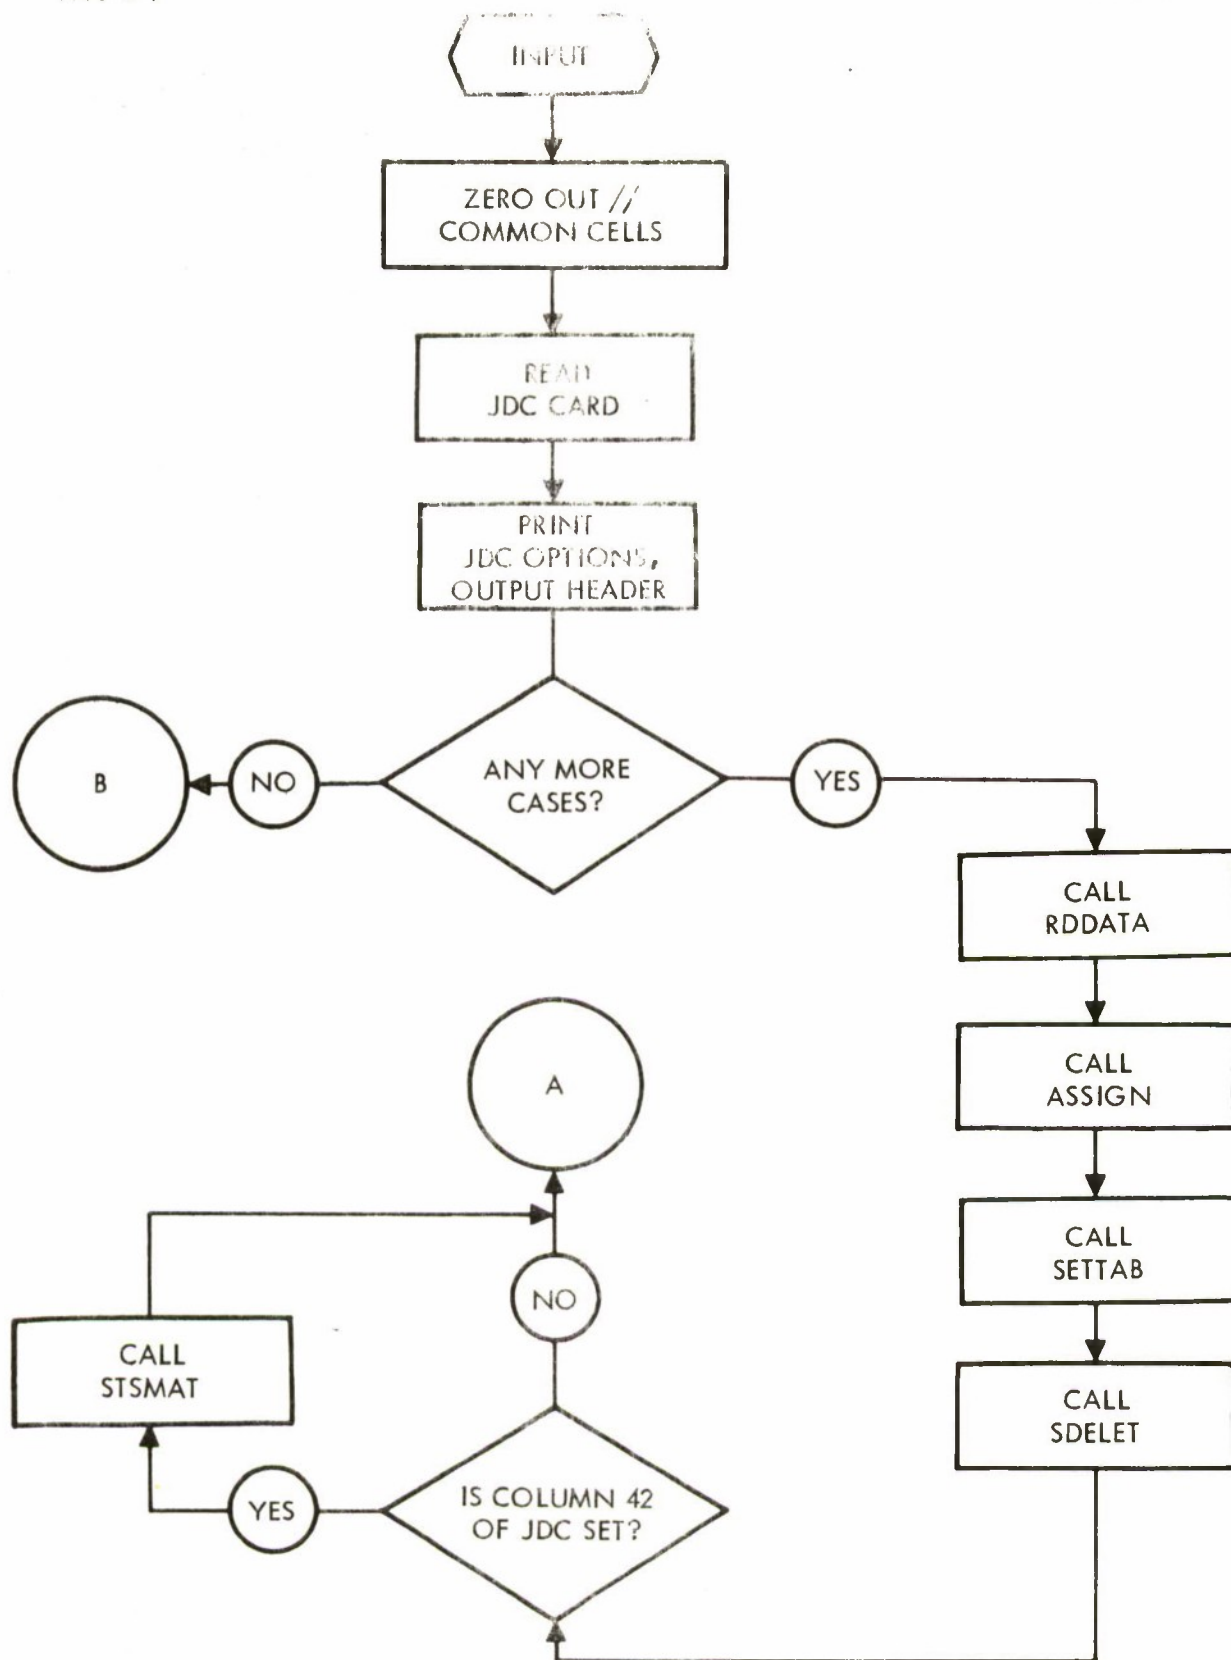 INPUT
ZERO OUT //
COMMON CELLS
READ
JDC CARD
PRINT
JDC OPTIONS,
OUTPUT HEADER
ANY MORE
CASES?
NO
B
YES
CALL
RDDATA
CALL
ASSIGN
CALL
SETTAB
CALL
SDELET
IS COLUMN 42
OF JDC SET?
YES
CALL
STSMAT
NO
A